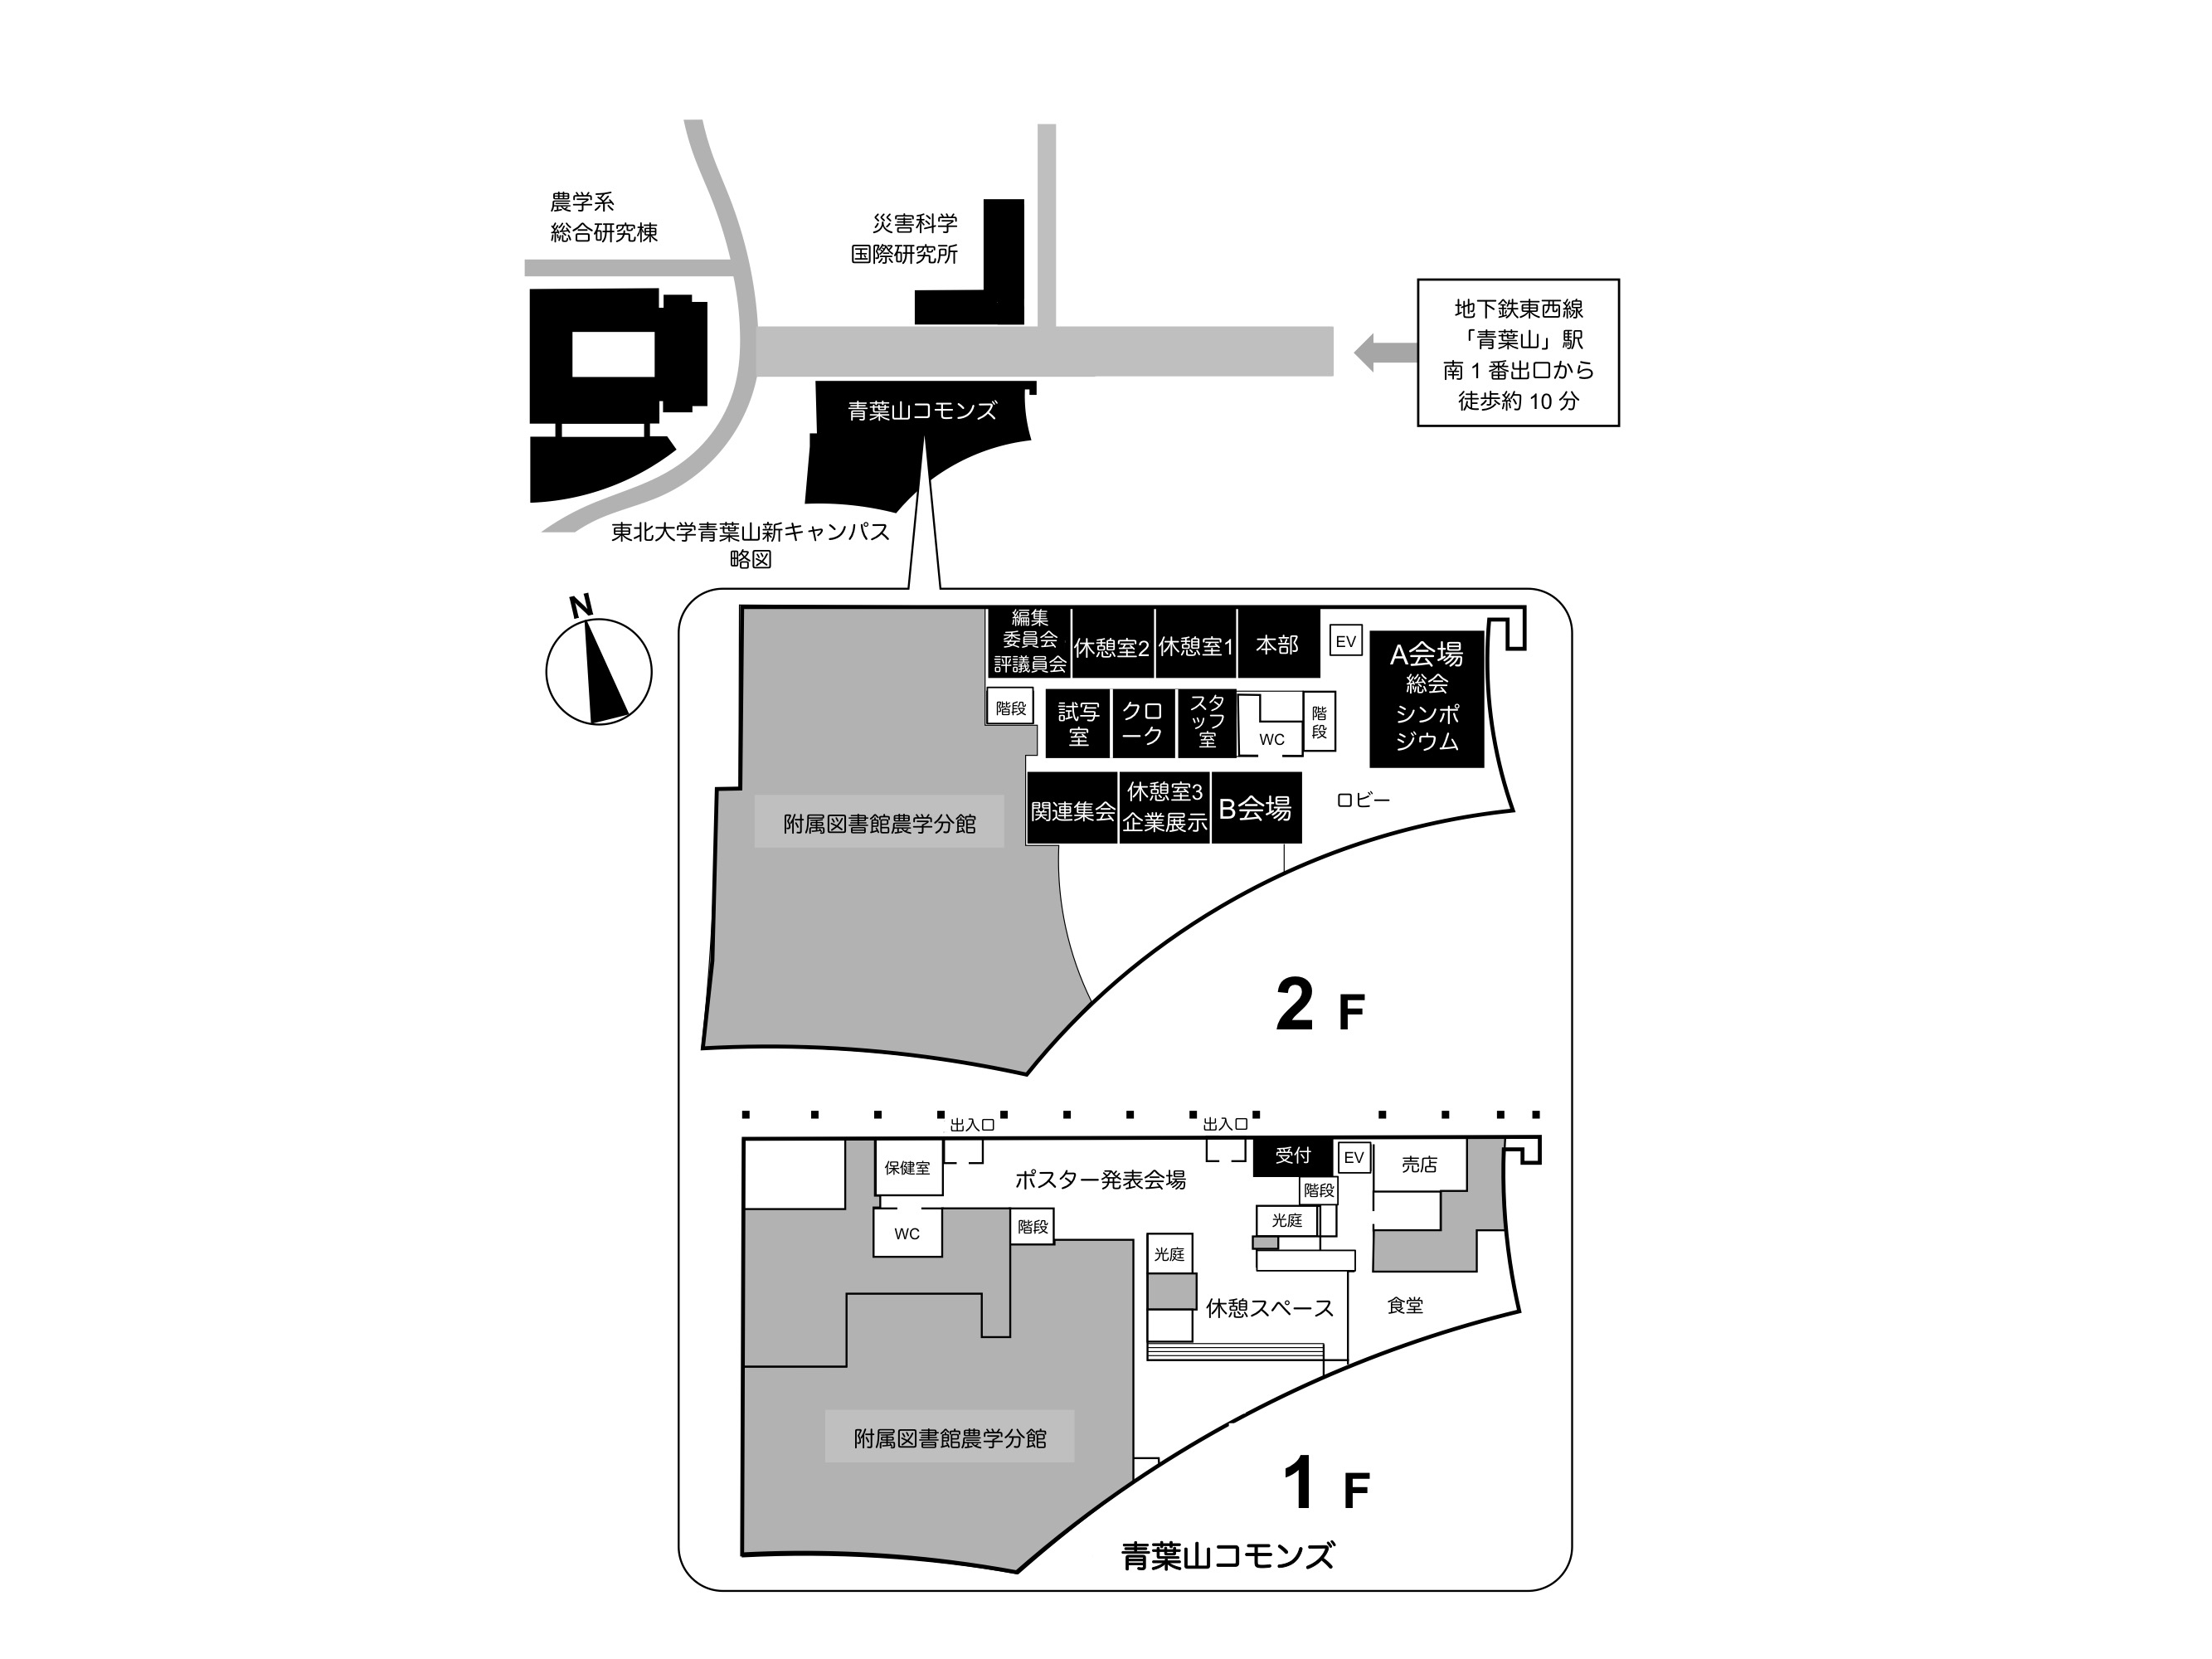 農学系
総合研究棟
災害科学
国際研究所
地下鉄東西線
「青葉山」駅
南 1 番出口から
徒歩約 10 分
青葉山コモンズ
東北大学青葉山新キャンパス
略図
N
編集
委員会
評議員会
休憩室2
休憩室1
本部
EV
A会場
総会
シンポ
ジウム
階段
試写
室
クロ
ーク
スタ
ッフ
室
WC
階
段
関連集会
休憩室3
企業展示
B会場
ロビー
附属図書館農学分館
2 F
出入口
出入口
保健室
ポスター発表会場
受付
EV
売店
階段
WC
階段
光庭
光庭
休憩スペース
食堂
附属図書館農学分館
1 F
青葉山コモンズ